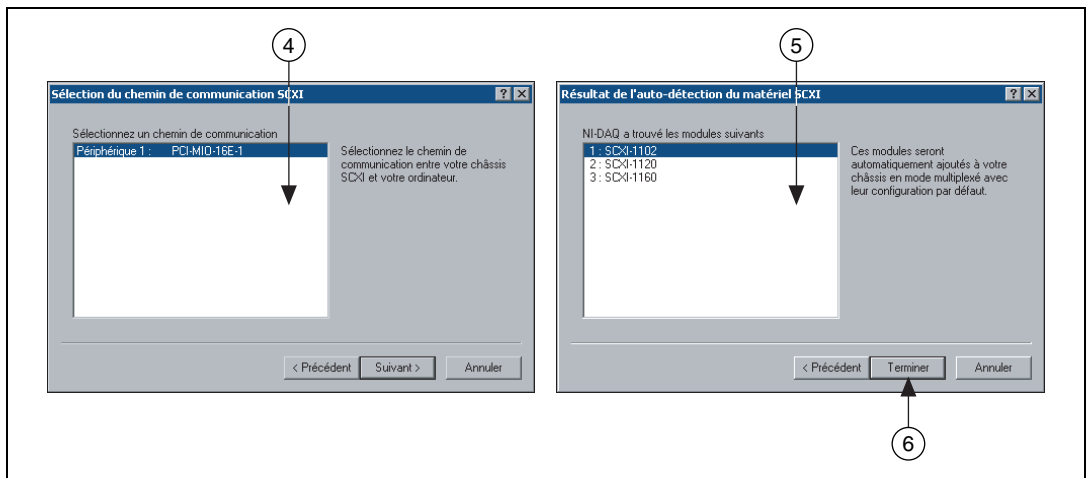 4
5
Sélection du chemin de communication SCXI
Sélectionnez un chemin de communication
Périphérique 1 : PCI-MIO-16E-1
Sélectionnez le chemin de
communication entre votre châssis
SCXI et votre ordinateur.
< Précédent
Suivant >
Annuler
Résultat de l'auto-détection du matériel SCXI
NI-DAQ a trouvé les modules suivants
1 : SCXI-1102
2 : SCXI-1120
3 : SCXI-1160
Ces modules seront
automatiquement ajoutés à votre
châssis en mode multiplexé avec
leur configuration par défaut.
< Précédent
Terminer
Annuler
6